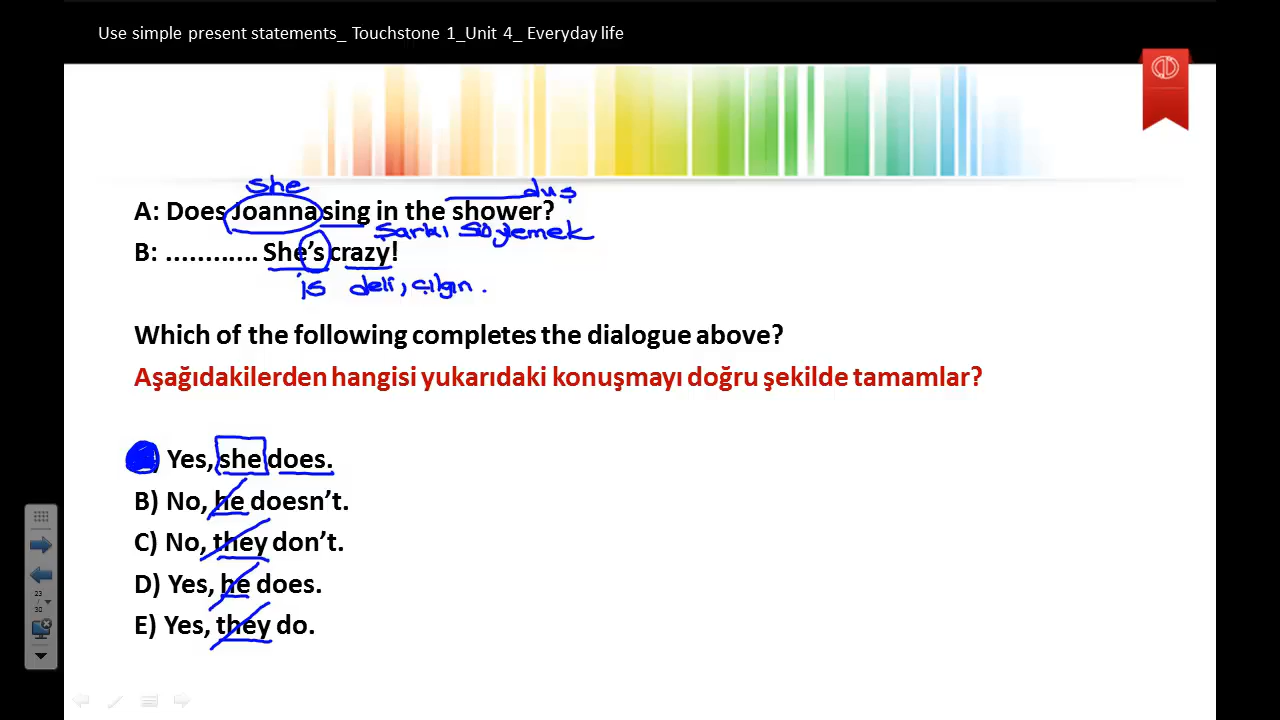 Use simple present statements_ Touchstone 1_Unit 4_ Everyday life
She
duş
A: Does Joanna sing in the shower?
şarkı söylemek
B: ............ She's crazy!
is deli, çılgın.
Which of the following completes the dialogue above?
Aşağıdakilerden hangisi yukarıdaki konuşmayı doğru şekilde tamamlar?
) Yes, she does.
B) No, he doesn't.
C) No, they don't.
D) Yes, he does.
E) Yes, they do.
23
/
30